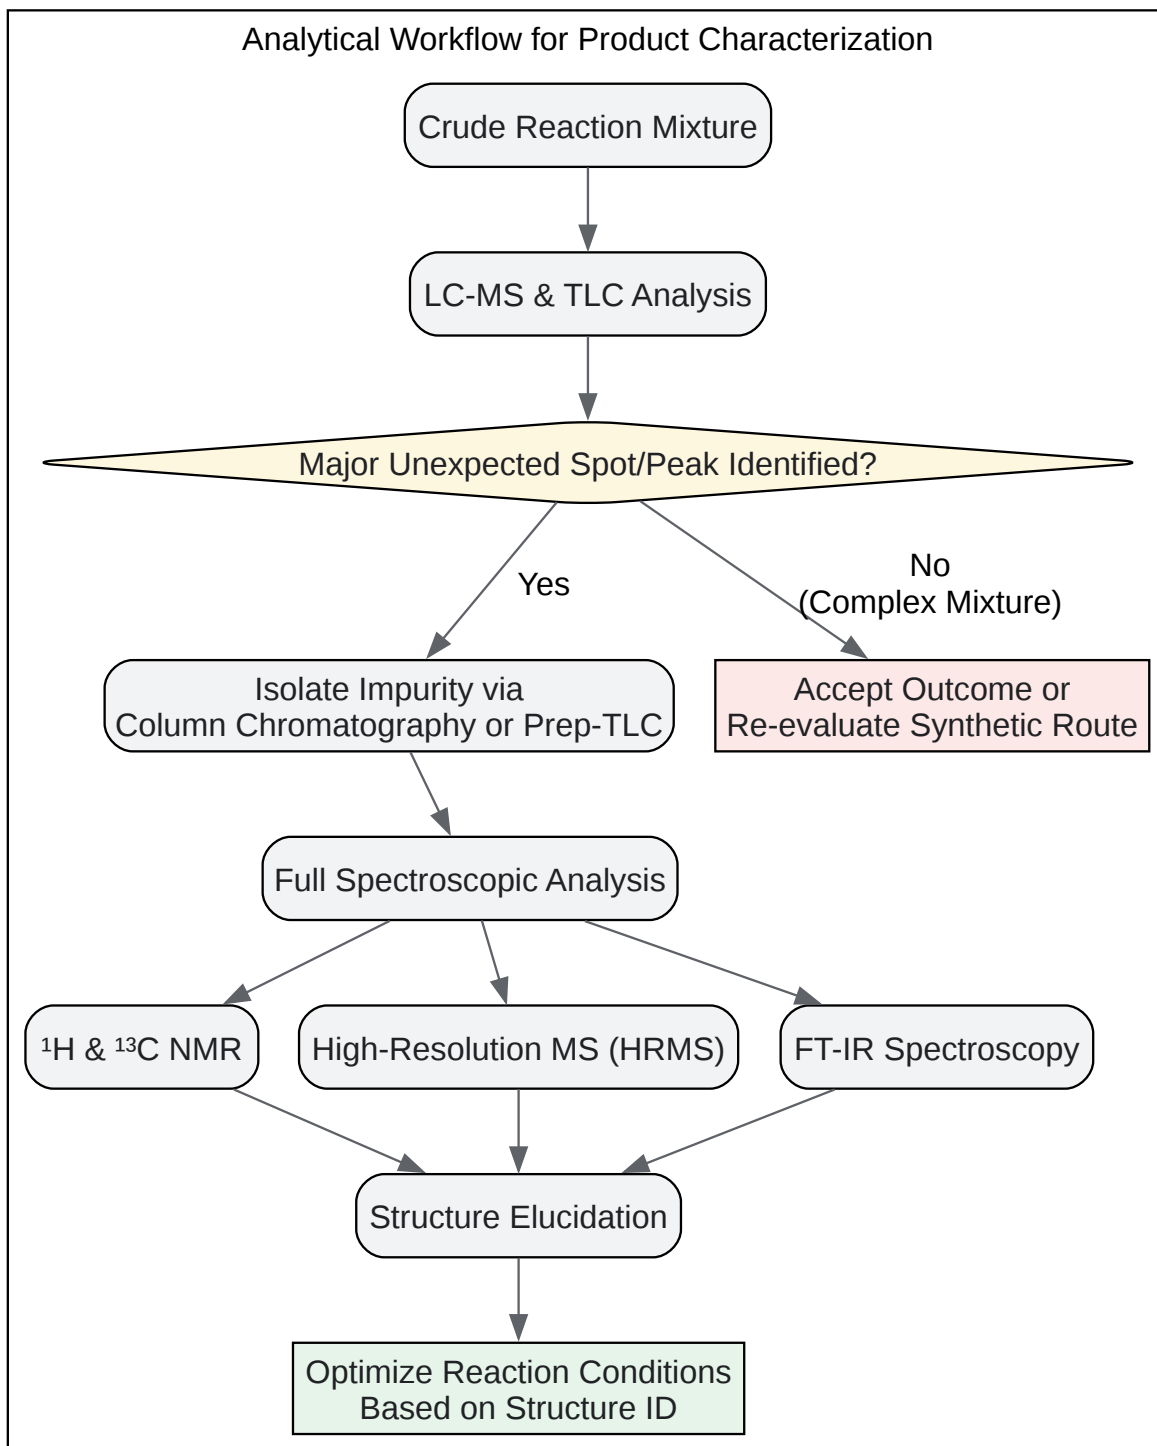 Analytical Workflow for Product Characterization
Crude Reaction Mixture
LC-MS & TLC Analysis
Major Unexpected Spot/Peak Identified?
Yes
No
(Complex Mixture)
Isolate Impurity via
Column Chromatography or Prep-TLC
Accept Outcome or
Re-evaluate Synthetic Route
Full Spectroscopic Analysis
¹H & ¹³C NMR
High-Resolution MS (HRMS)
FT-IR Spectroscopy
Structure Elucidation
Optimize Reaction Conditions
Based on Structure ID